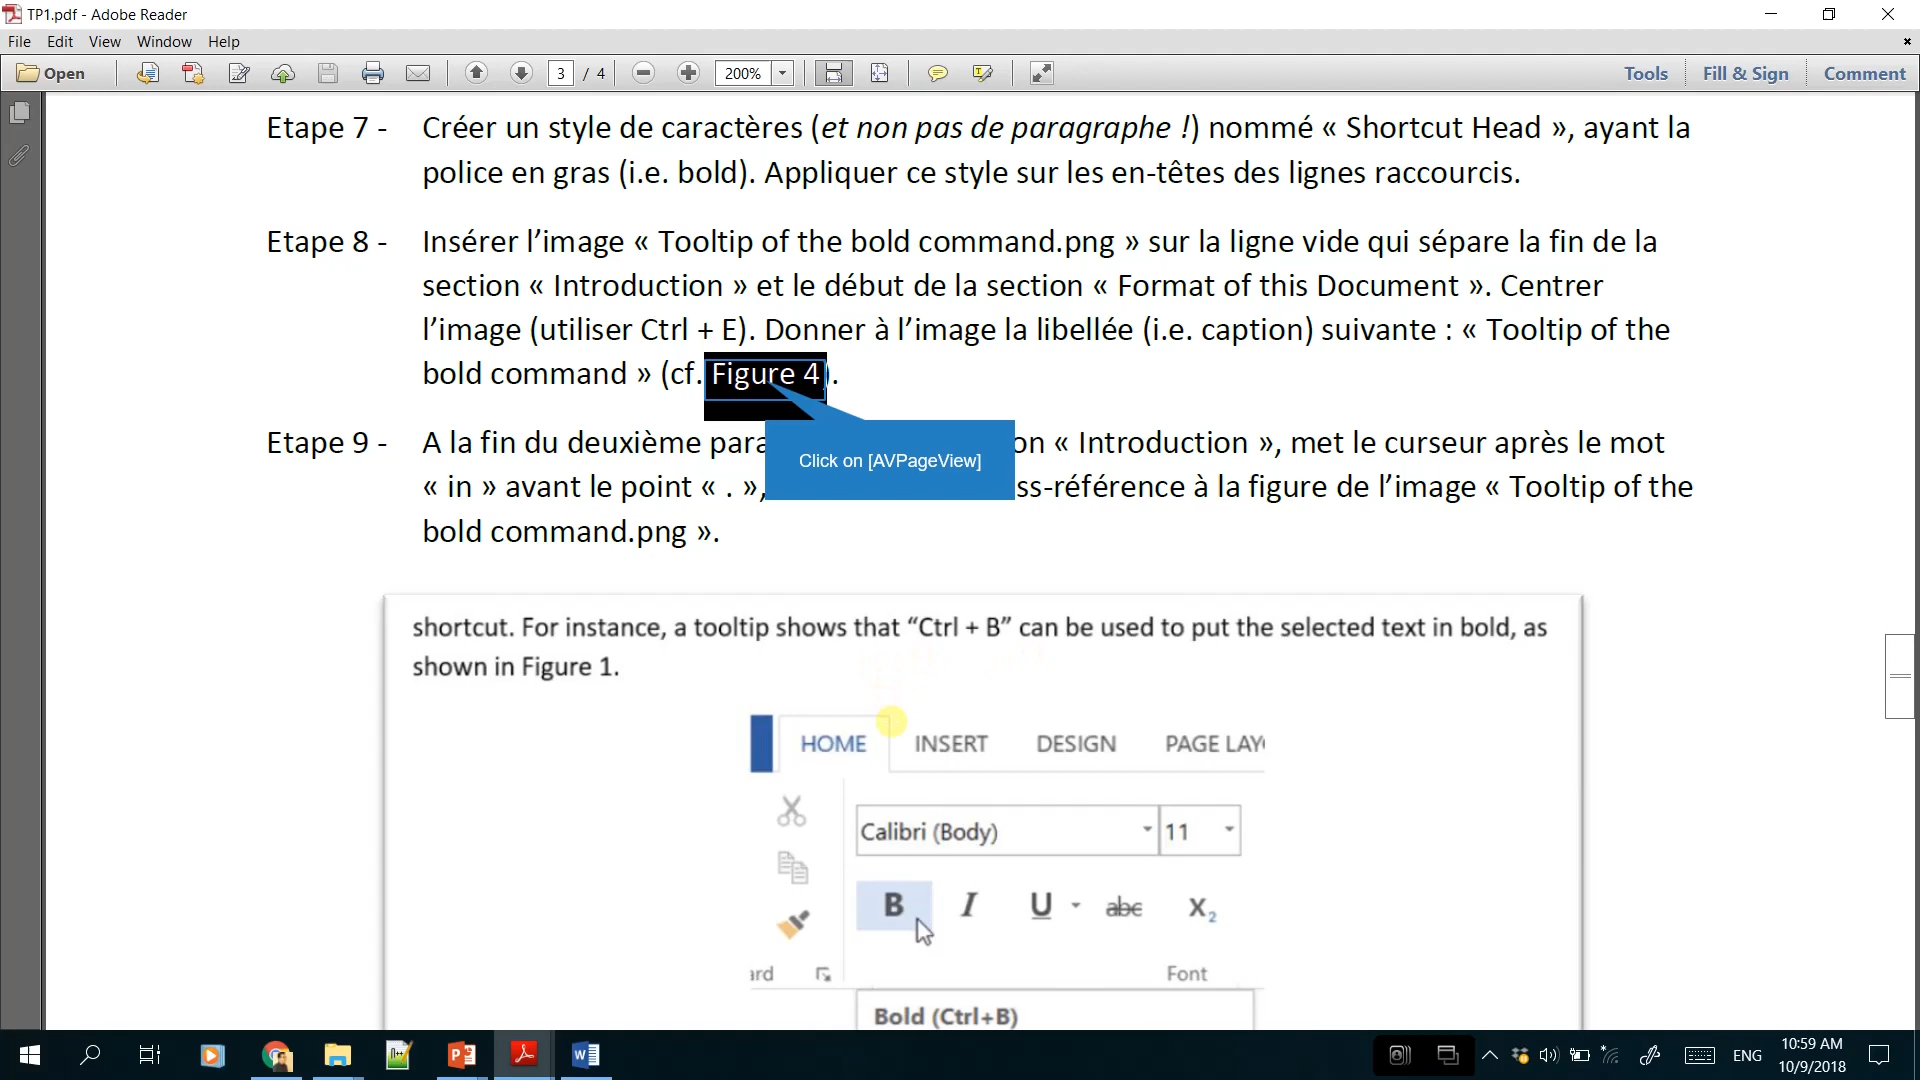 TP1.pdf - Adobe Reader
File Edit View Window Help
Open 3 / 4 200% Tools Fill & Sign Comment
Etape 7 - Créer un style de caractères (et non pas de paragraphe !) nommé « Shortcut Head », ayant la
police en gras (i.e. bold). Appliquer ce style sur les en-têtes des lignes raccourcis.
Etape 8 - Insérer l’image « Tooltip of the bold command.png » sur la ligne vide qui sépare la fin de la
section « Introduction » et le début de la section « Format of this Document ». Centrer
l’image (utiliser Ctrl + E). Donner à l’image la libellée (i.e. caption) suivante : « Tooltip of the
bold command » (cf. Figure 4).
Etape 9 - A la fin du deuxième para on « Introduction », met le curseur après le mot
Click on [AVPageView]
« in » avant le point « . », ss-référence à la figure de l’image « Tooltip of the
bold command.png ».
shortcut. For instance, a tooltip shows that “Ctrl + B” can be used to put the selected text in bold, as
shown in Figure 1.
HOME INSERT DESIGN PAGE LAY
Calibri (Body) 11
B I U abc X2
ard Font
Bold (Ctrl+B)
ENG 10:59 AM
10/9/2018